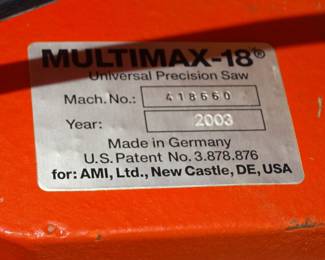 MULTIMAX-18®
Universal Precision Saw
Mach. No.: 418660
Year: 2003
Made in Germany
U.S. Patent No. 3.878.876
for: AMI, Ltd., New Castle, DE, USA